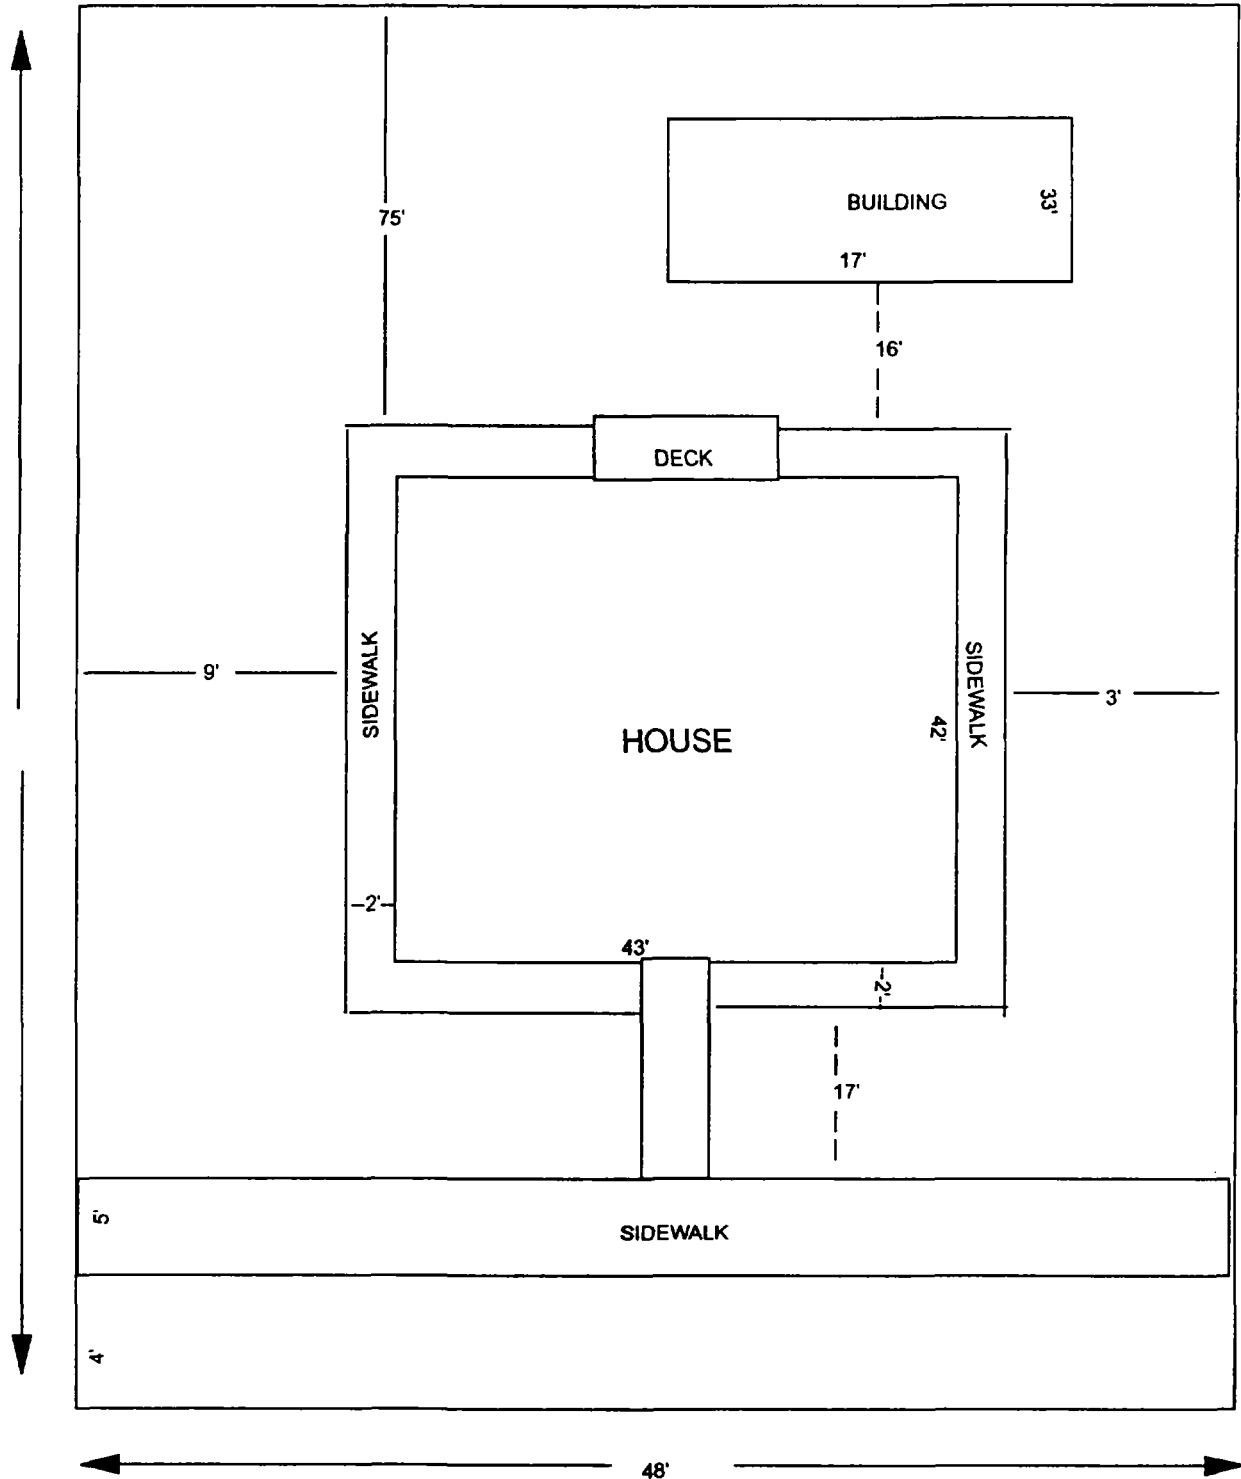 BUILDING
33'
75'
17'
16'
DECK
SIDEWALK
SIDEWALK
9'
3'
42'
HOUSE
2'
43'
2'
17'
5'
SIDEWALK
4'
48'